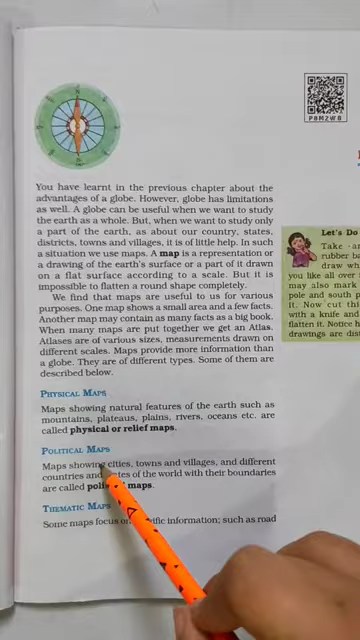 P8M2W8
You have learnt in the previous chapter about the
advantages of a globe. However, globe has limitations
as well. A globe can be useful when we want to study
the earth as a whole. But, when we want to study only
a part of the earth, as about our country, states,
districts, towns and villages, it is of little help. In such
a situation we use maps. A map is a representation or
a drawing of the earth's surface or a part of it drawn
on a flat surface according to a scale. But it is
impossible to flatten a round shape completely.
We find that maps are useful to us for various
purposes. One map shows a small area and a few facts.
Another map may contain as many facts as a big book.
When many maps are put together we get an Atlas.
Atlases are of various sizes, measurements drawn on
different scales. Maps provide more information than
a globe. They are of different types. Some of them are
described below.
PHYSICAL MAPS
Maps showing natural features of the earth such as
mountains, plateaus, plains, rivers, oceans etc. are
called physical or relief maps.
POLITICAL MAPS
Maps showing cities, towns and villages, and different
countries and of the world with their boundaries
are called maps.
THEMATIC MAPS
Some maps focus on information; such as road
Let's Do
Take an
rubber ba
draw wh
you like all over
may also mark
pole and south p
it. Now cut this
with a knife and
flatten it. Notice h
drawings are dist